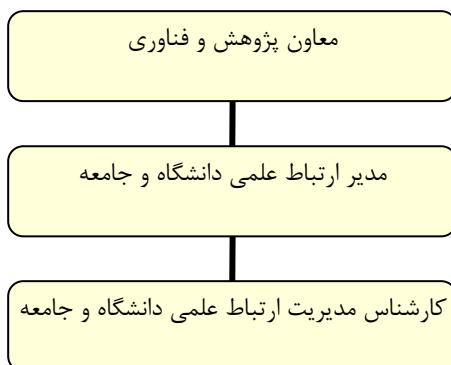 معاون پژوهش و فناوری
مدیر ارتباط علمی دانشگاه و جامعه
کارشناس مدیریت ارتباط علمی دانشگاه و جامعه